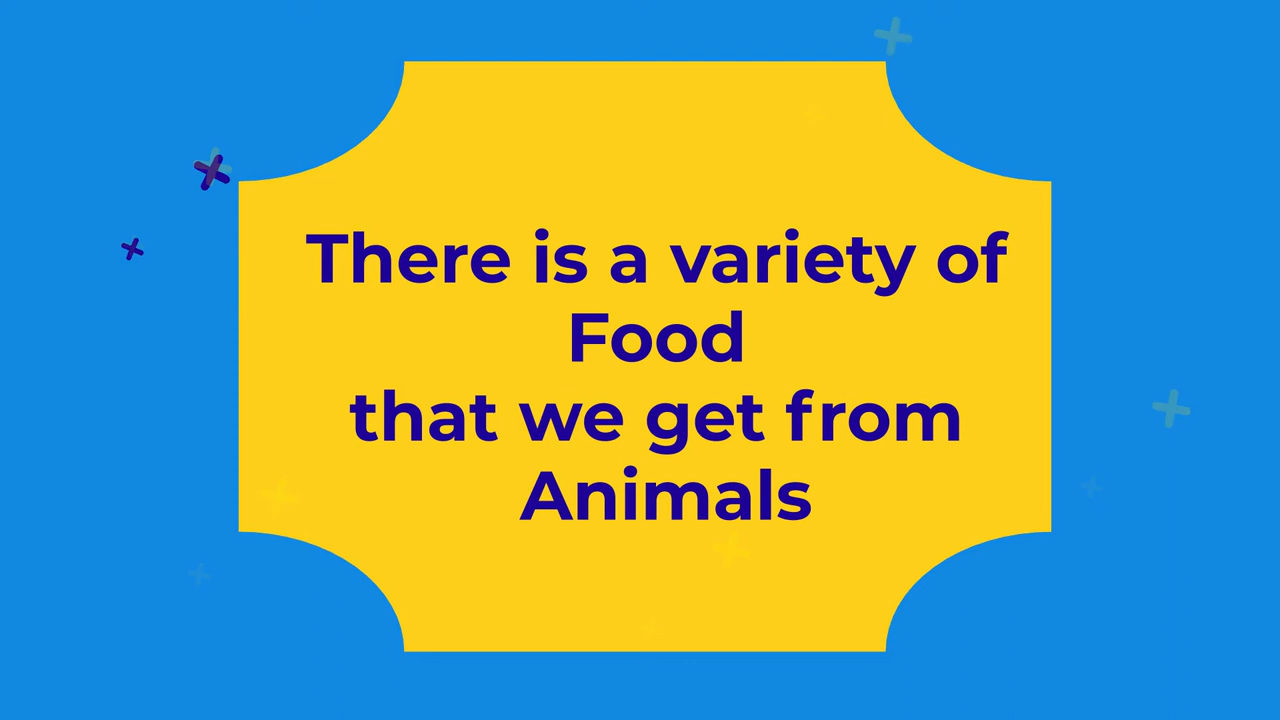 There is a variety of
Food
that we get from
Animals